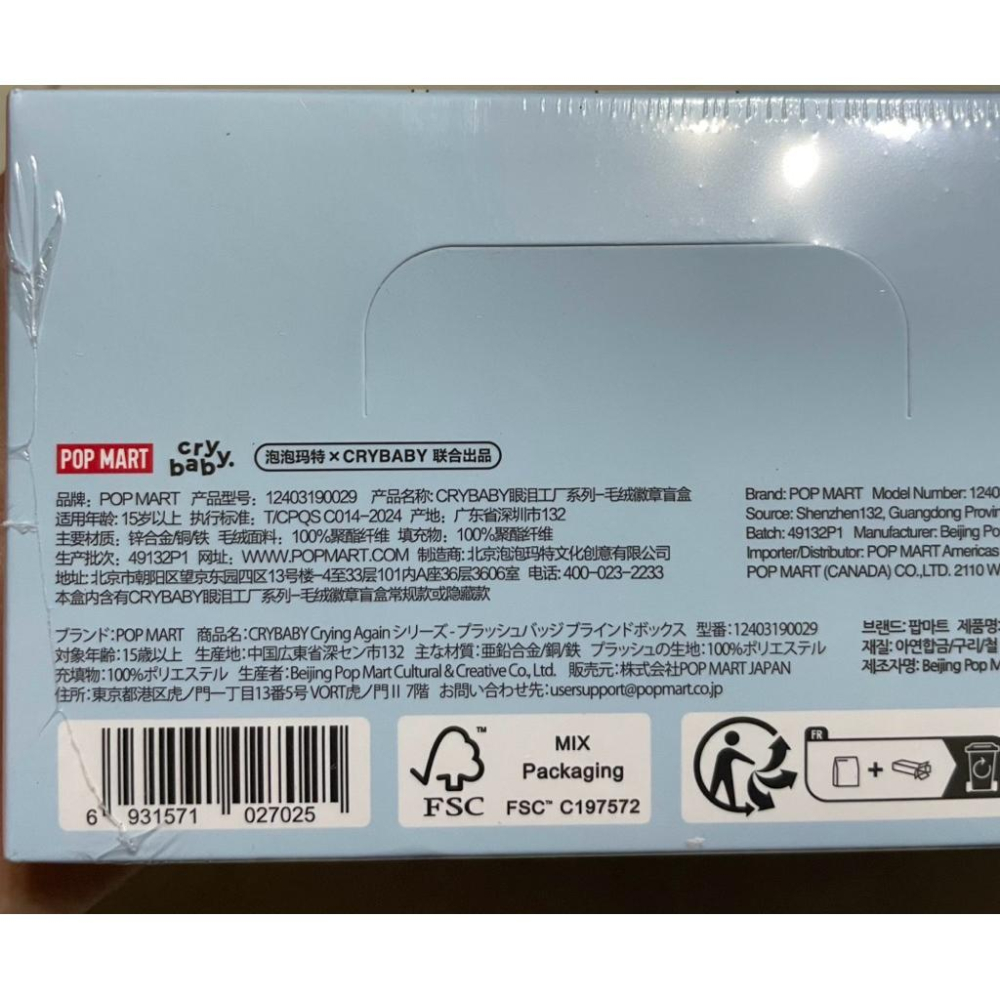 POP MART
cry baby.
泡泡玛特×CRYBABY 联合出品
品牌: POP MART 产品型号: 12403190029 产品名称: CRYBABY眼泪工厂系列-毛绒徽章盲盒
适用年龄: 15岁以上 执行标准: T/CPQS C014-2024 产地: 广东省深圳市132
主要材质: 锌合金/铜/铁 毛绒面料: 100%聚酯纤维 填充物: 100%聚酯纤维
生产批次: 49132P1 网址: WWW.POPMART.COM 制造商: 北京泡泡玛特文化创意有限公司
地址: 北京市朝阳区望京东园四区13号楼-4至33层101内A座36层3606室 电话: 400-023-2233
本盒内含有CRYBABY眼泪工厂系列-毛绒徽章盲盒常规款或隐藏款
Brand: POP MART Model Number: 1240
Source: Shenzhen132, Guangdong Provin
Batch: 49132P1 Manufacturer: Beijing Po
Importer/Distributor: POP MART Americas
POP MART (CANADA) CO.,LTD. 2110 W
ブランド: POP MART 商品名: CRYBABY Crying Again シリーズ - プラッシュバッジ ブラインドボックス 型番: 12403190029
対象年齢: 15歳以上 生産地: 中国広東省深セン市132 主な材質: 亜鉛合金/銅/鉄 プラッシュの生地: 100%ポリエステル
充填物: 100%ポリエステル 生産者: Beijing Pop Mart Cultural & Creative Co., Ltd. 販売元: 株式会社POP MART JAPAN
住所: 東京都港区虎ノ門一丁目13番5号 VORT虎ノ門II 7階 お問い合わせ先: usersupport@popmart.co.jp
브랜드: 팝마트 제품명:
재질: 아연합금/구리/철
제조자명: Beijing Pop M
6 931571 027025
FSC™
MIX
Packaging
FSC™ C197572
FR
+